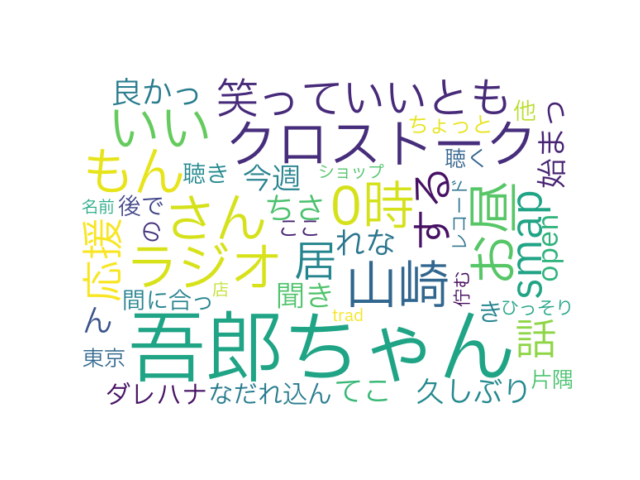 良かっ
笑っていいとも
他
いい
クロストーク
ちょっと
始まっ
もん
聴き
今週
ショップ
聴く
レコード
名前
後で
さん
ちさ
0時
する
お昼
smap
open
応援
の
ここ
ラジオ
居
れな
山崎
佇む
間に合っ
店
聞き
き
ひっそり
ん
吾郎ちゃん
trad
話
東京
ダレハナ
なだれ込ん
てこ
久しぶり
片隅